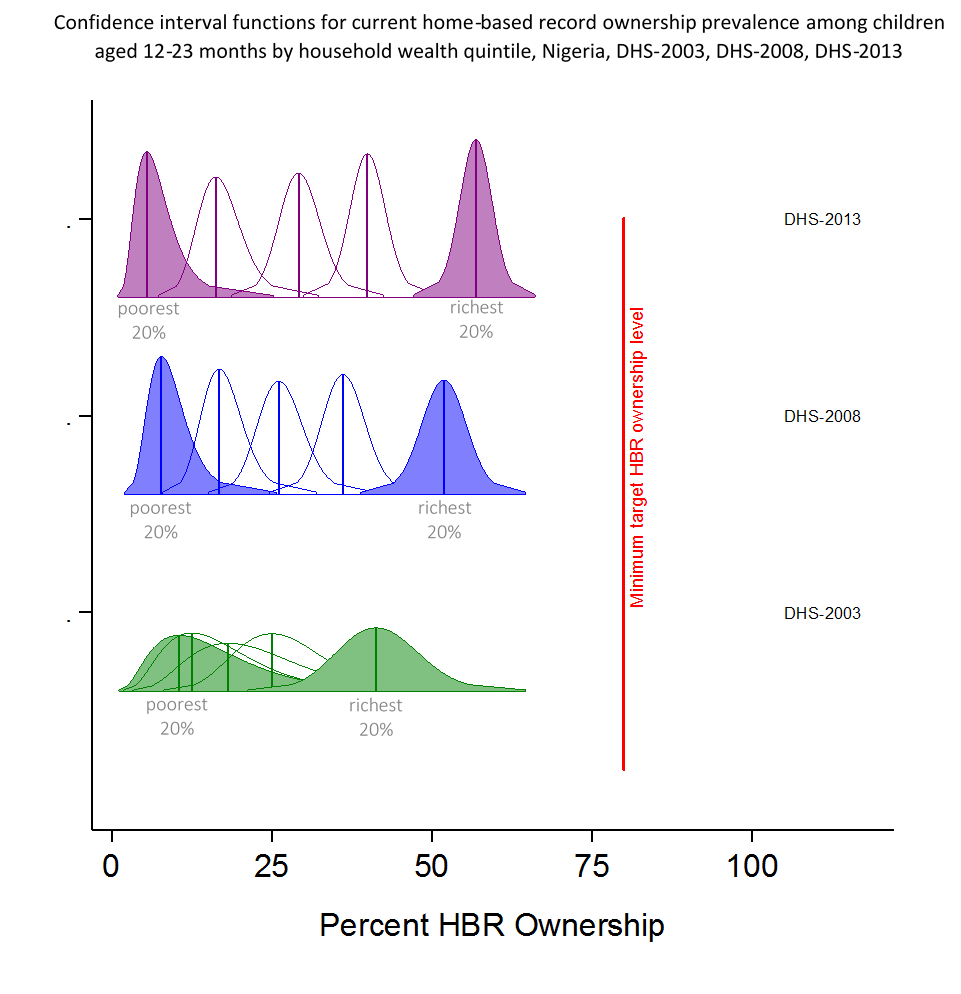 Confidence interval functions for current home-based record ownership prevalence among children
aged 12-23 months by household wealth quintile, Nigeria, DHS-2003, DHS-2008, DHS-2013
.
DHS-2013
poorest
20%
richest
20%
Minimum target HBR ownership level
.
DHS-2008
poorest
20%
richest
20%
.
DHS-2003
poorest
20%
richest
20%
0 25 50 75 100
Percent HBR Ownership